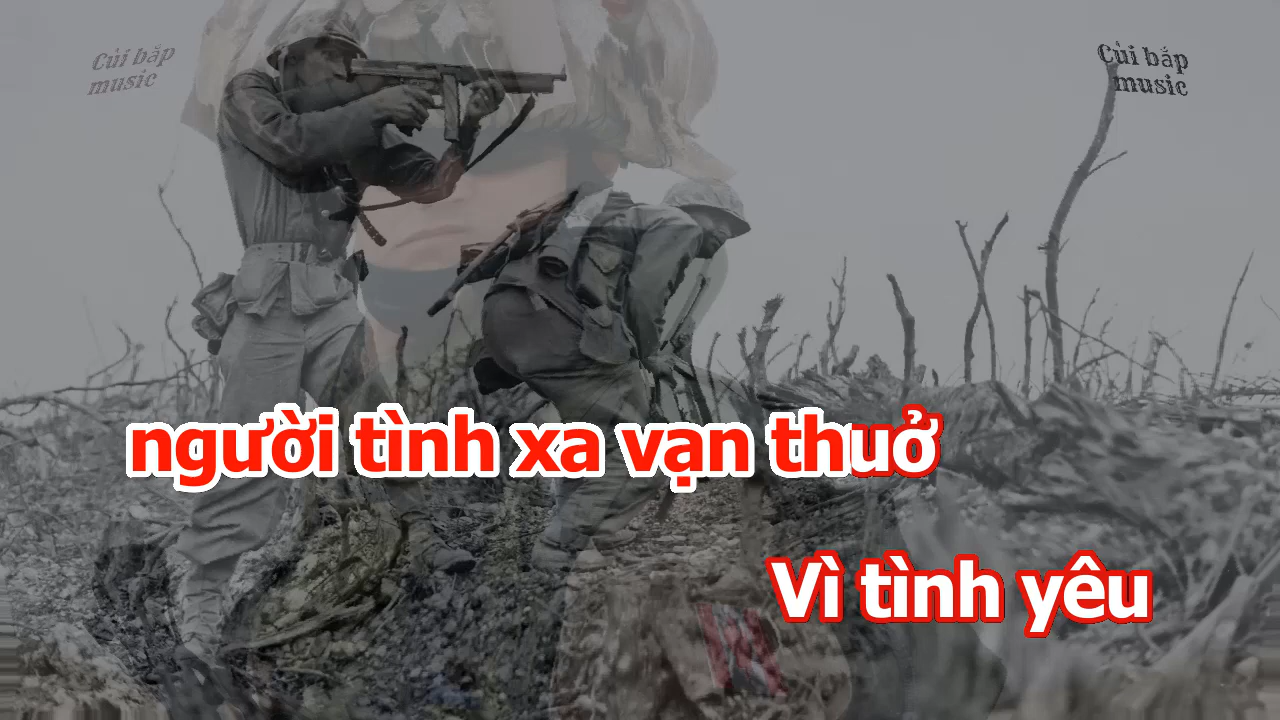 Củi bắp
music
Củi bắp
music
người tình xa vạn thuở
Vì tình yêu